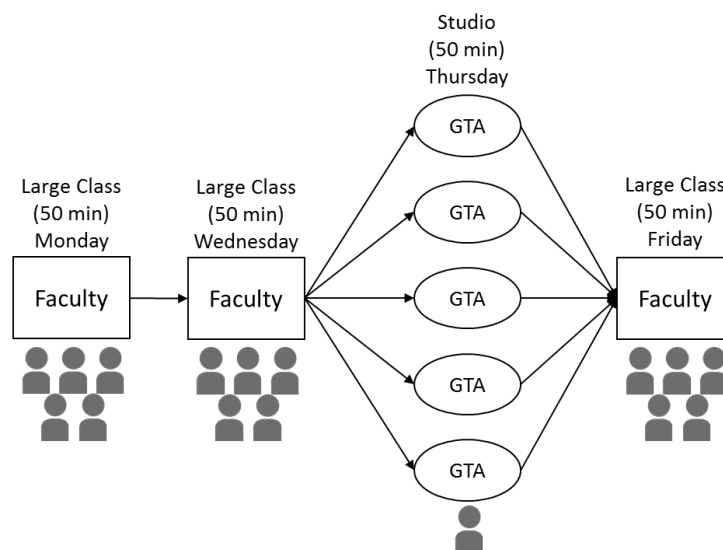 Studio
(50 min)
Thursday
GTA
Large Class
(50 min)
Monday
Faculty
Large Class
(50 min)
Wednesday
Faculty
GTA
GTA
GTA
GTA
Large Class
(50 min)
Friday
Faculty